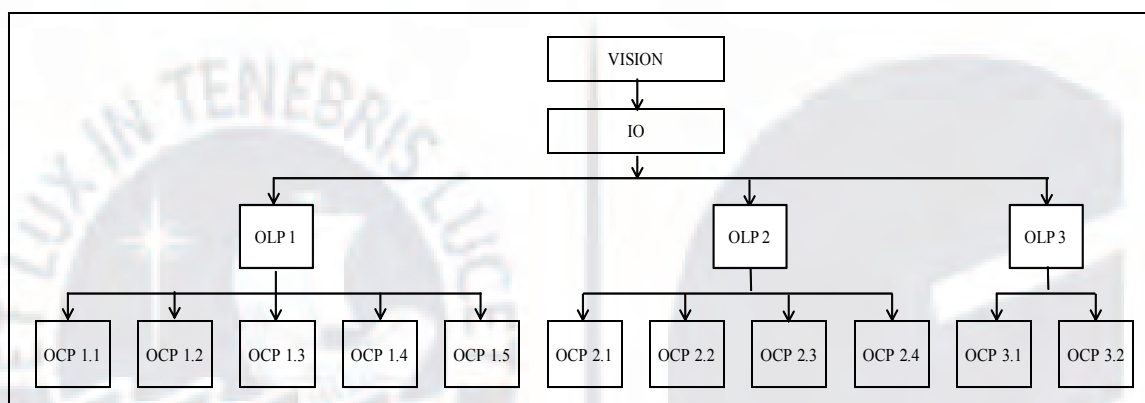 ET LUX IN TENEBRIS LUCET
VISION
IO
OLP 1
OLP 2
OLP 3
OCP 1.1
OCP 1.2
OCP 1.3
OCP 1.4
OCP 1.5
OCP 2.1
OCP 2.2
OCP 2.3
OCP 2.4
OCP 3.1
OCP 3.2